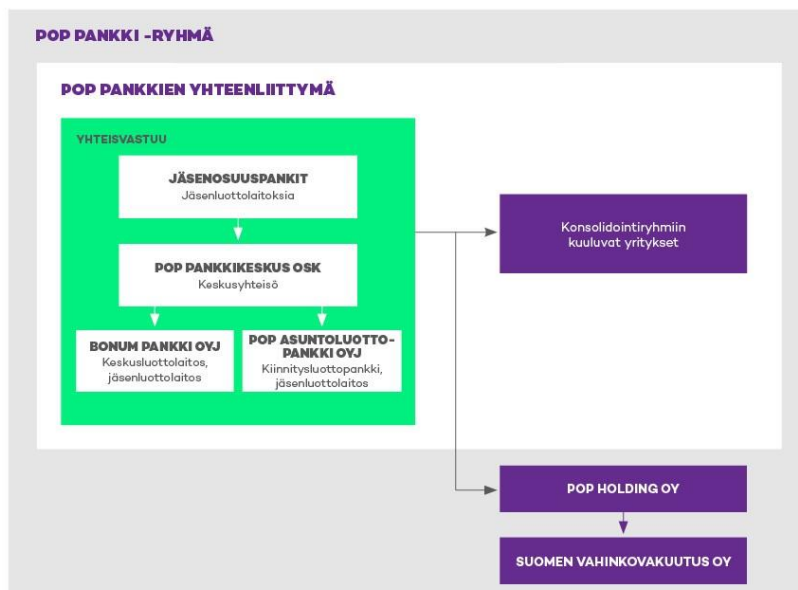 POP PANKKI -RYHMÄ
POP PANKKIEN YHTEENLIITTYMÄ
YHTEISVASTUU
JÄSENOSUUSPANKIT
Jäsenluottolaitoksia
POP PANKKIKESKUS OSK
Keskusyhteisö
BONUM PANKKI OYJ
Keskusluottolaitos,
jäsenluottolaitos
POP ASUNTOLUOTTO-
PANKKI OYJ
Kiinnitysluottopankki,
jäsenluottolaitos
Konsolidointiryhmiin
kuuluvat yritykset
POP HOLDING OY
SUOMEN VAHINKOVAKUUTUS OY